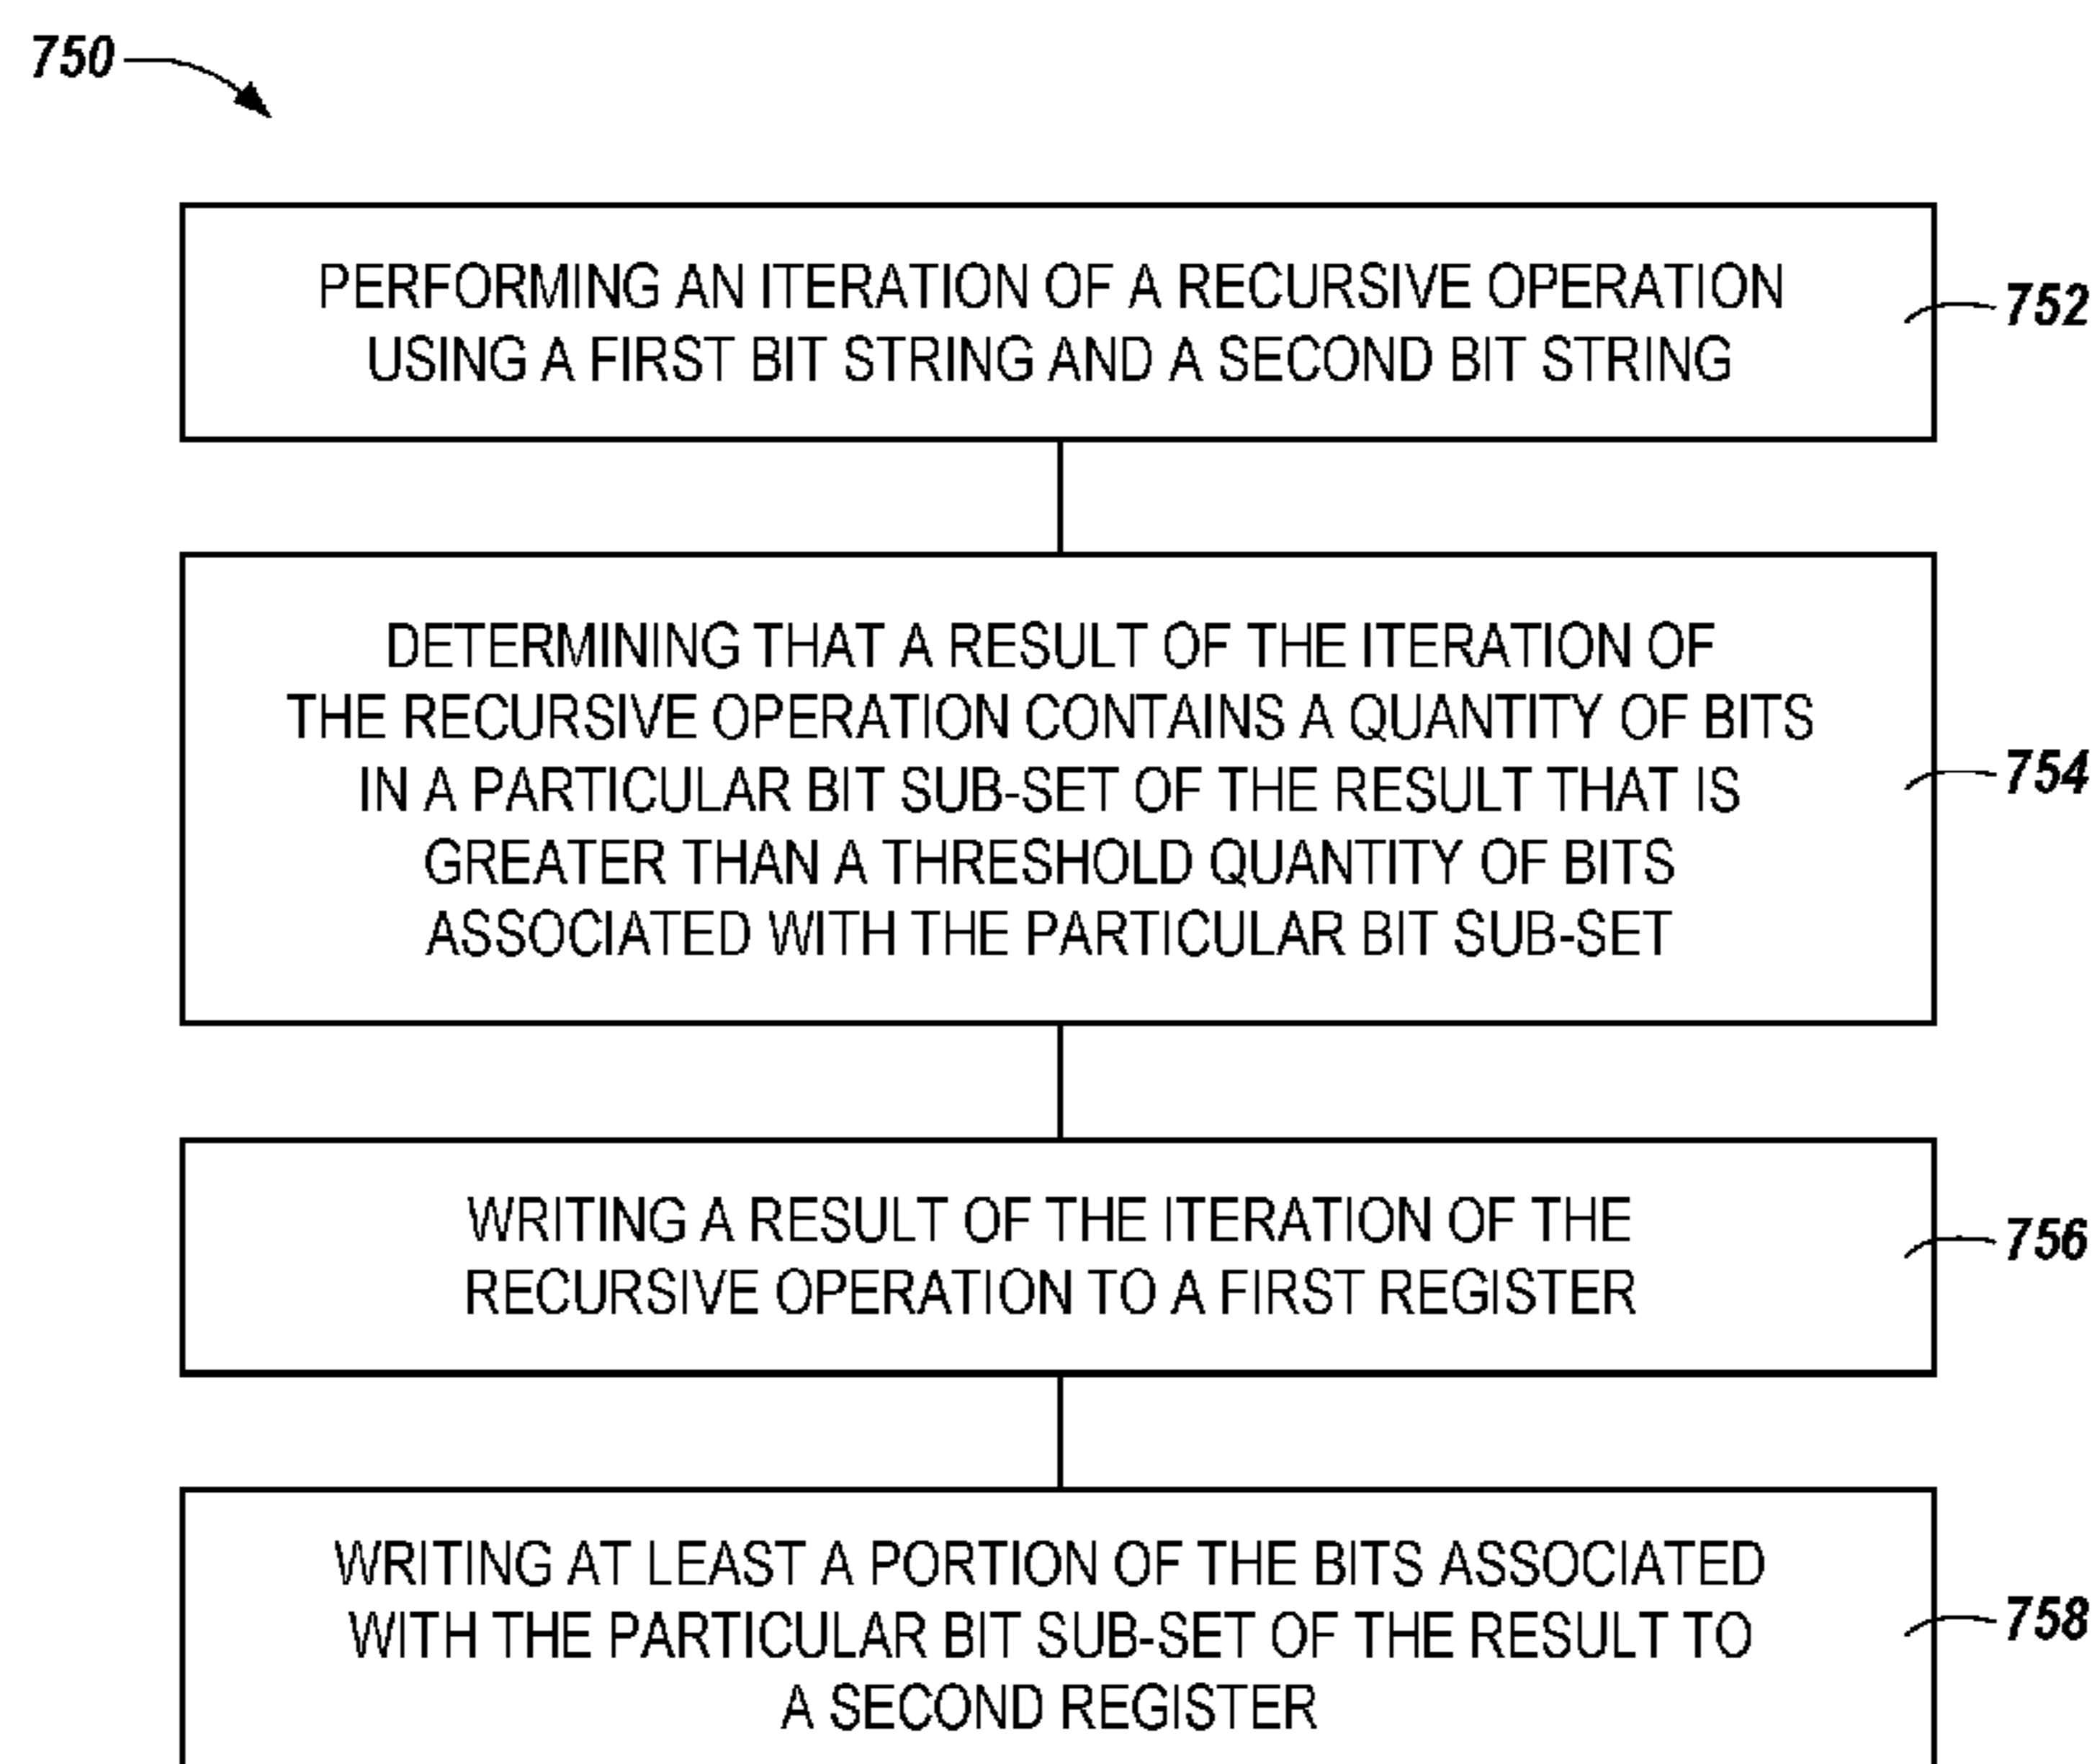 750
PERFORMING AN ITERATION OF A RECURSIVE OPERATION
USING A FIRST BIT STRING AND A SECOND BIT STRING
752
DETERMINING THAT A RESULT OF THE ITERATION OF
THE RECURSIVE OPERATION CONTAINS A QUANTITY OF BITS
IN A PARTICULAR BIT SUB-SET OF THE RESULT THAT IS
GREATER THAN A THRESHOLD QUANTITY OF BITS
ASSOCIATED WITH THE PARTICULAR BIT SUB-SET
754
WRITING A RESULT OF THE ITERATION OF THE
RECURSIVE OPERATION TO A FIRST REGISTER
756
WRITING AT LEAST A PORTION OF THE BITS ASSOCIATED
WITH THE PARTICULAR BIT SUB-SET OF THE RESULT TO
A SECOND REGISTER
758